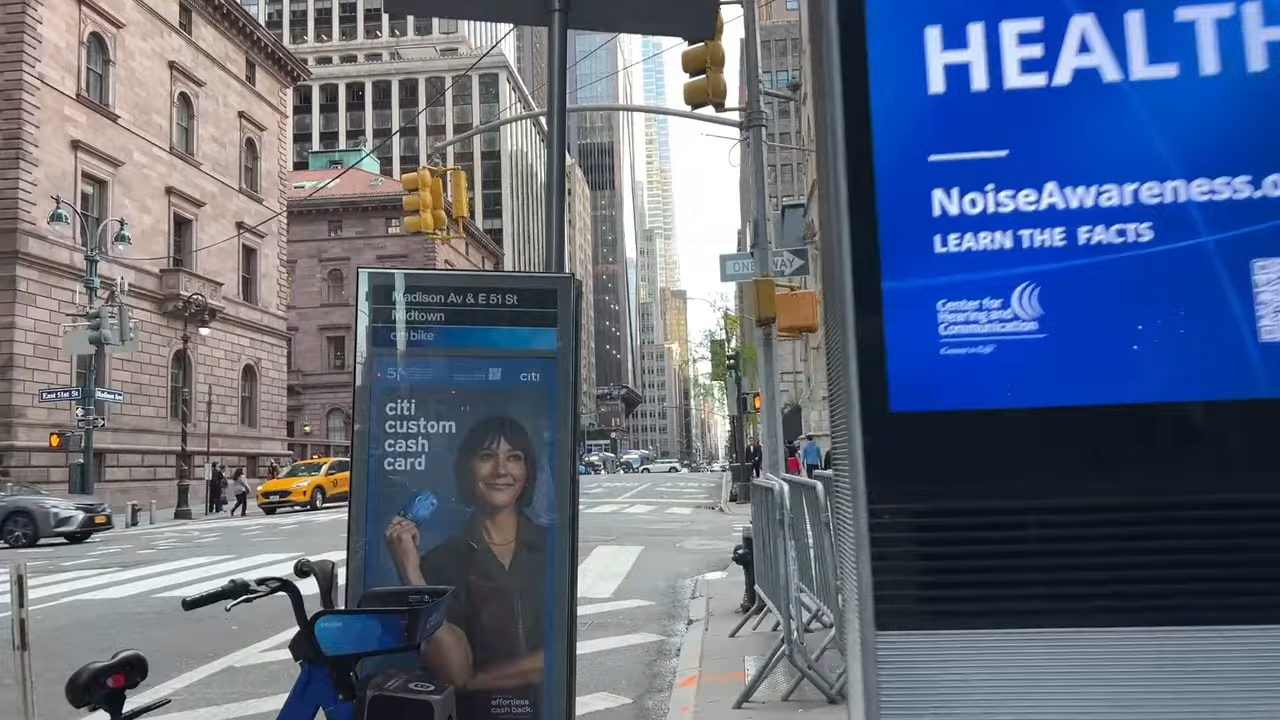 HEALTH
NoiseAwareness.o
LEARN THE FACTS
Center for
Hearing and
Communication
ONE WAY
Madison Av & E 51 St
Midtown
citi bike
citi
citi
custom
cash
card
effortless
cash back.
East 51st St
Madison Ave